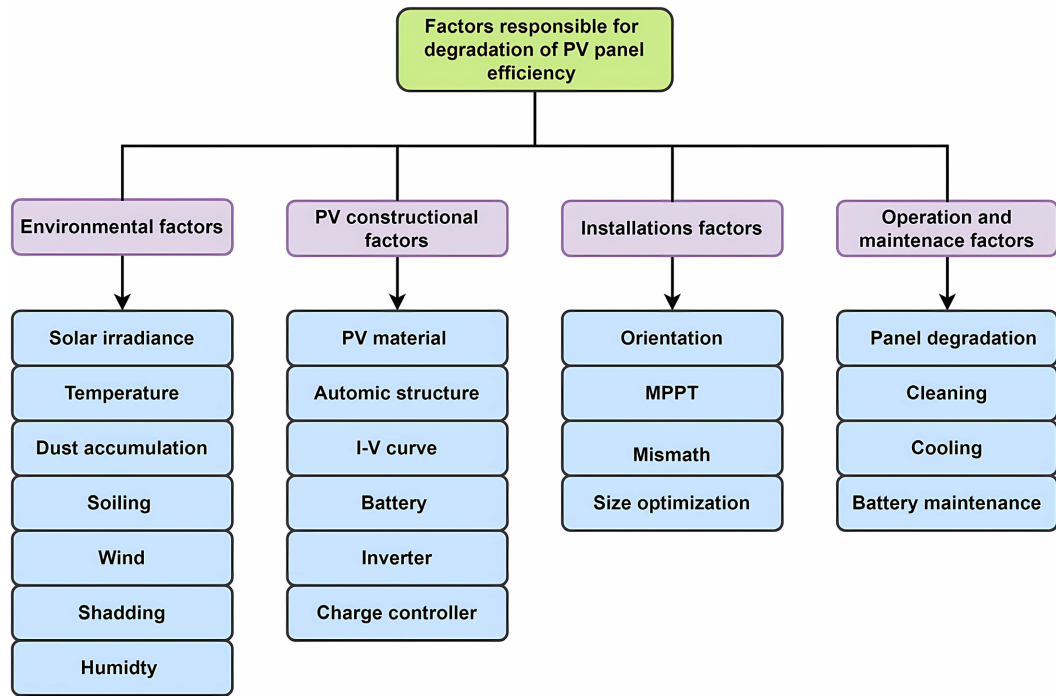 Factors responsible for
degradation of PV panel
efficiency
Environmental factors
PV constructional
factors
Installations factors
Operation and
maintenace factors
Solar irradiance
Temperature
Dust accumulation
Soiling
Wind
Shadding
Humidty
PV material
Automic structure
I-V curve
Battery
Inverter
Charge controller
Orientation
MPPT
Mismath
Size optimization
Panel degradation
Cleaning
Cooling
Battery maintenance